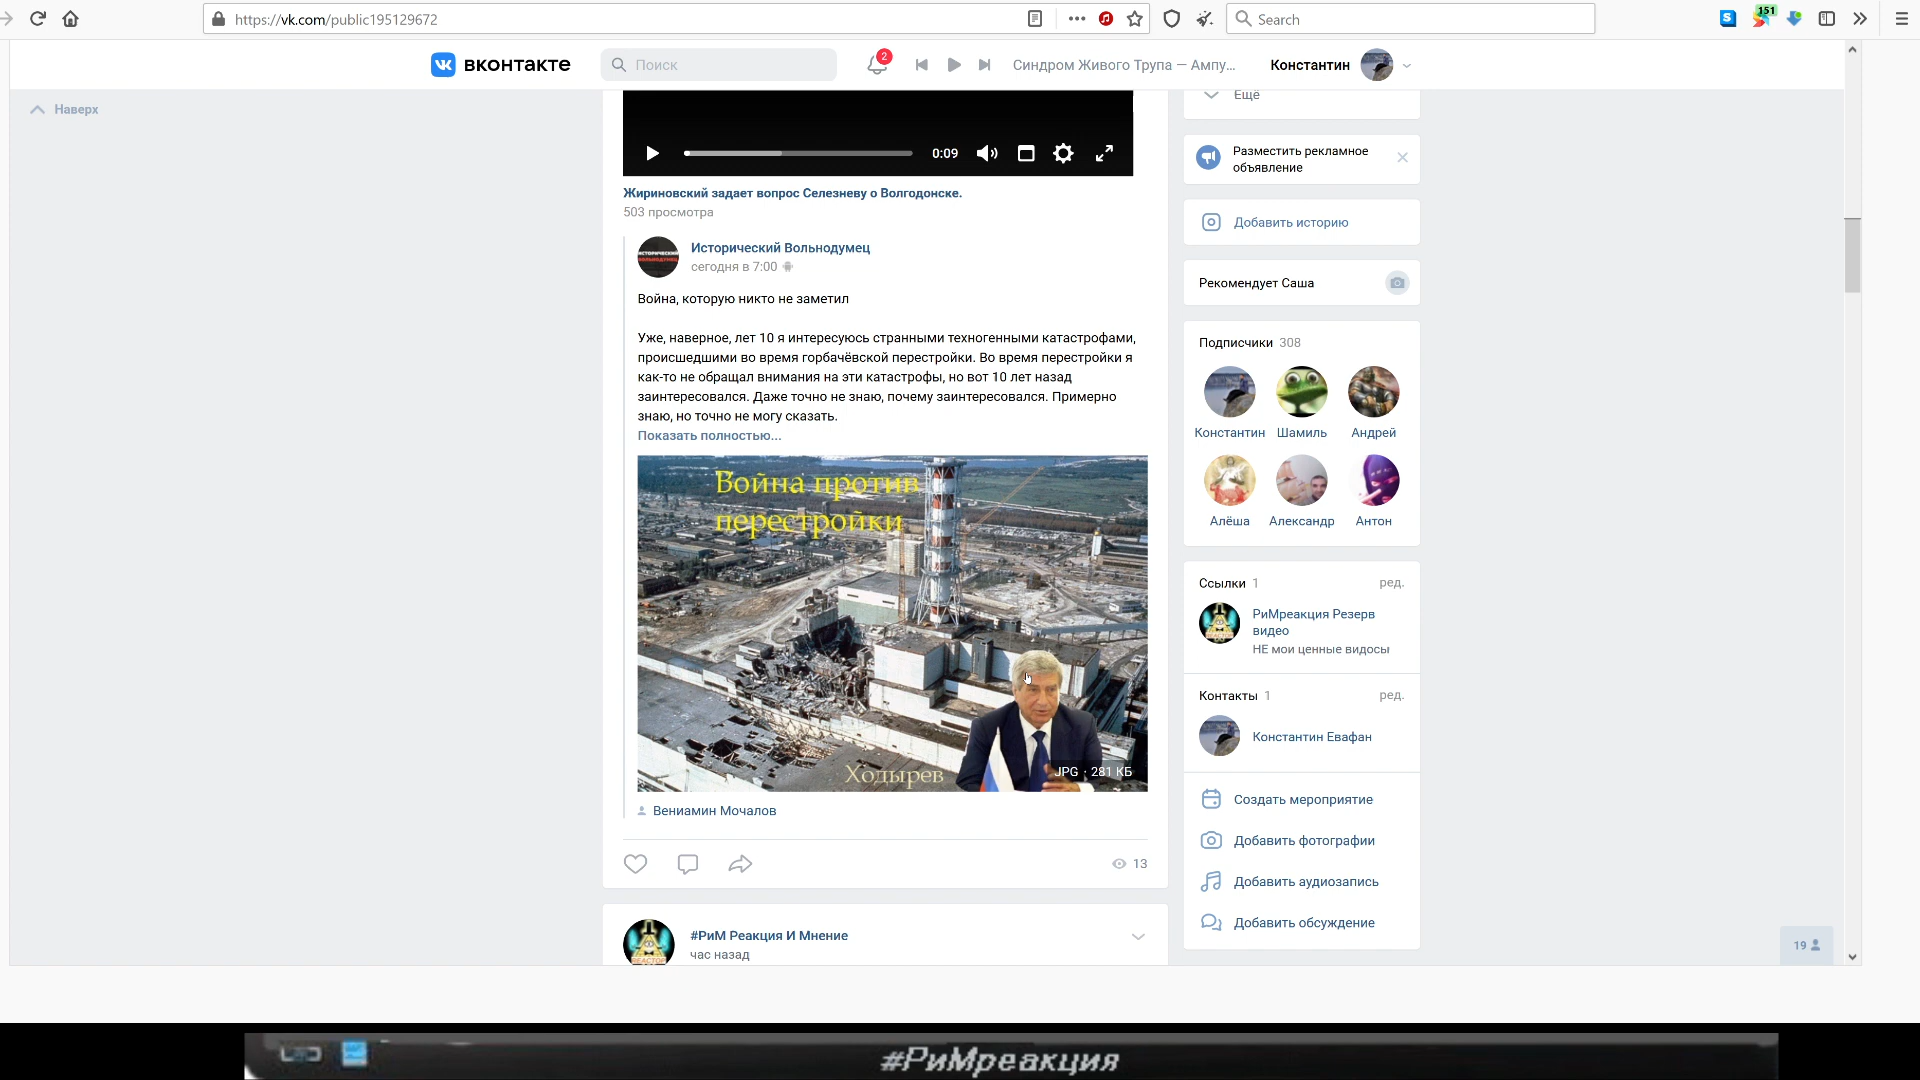 https://vk.com/public195129672
Search
151
вконтакте
Поиск
2
Синдром Живого Трупа — Ампу...
Константин
Наверх
0:09
Жириновский задает вопрос Селезневу о Волгодонске.
503 просмотра
Исторический Вольнодумец
сегодня в 7:00
Война, которую никто не заметил
Уже, наверное, лет 10 я интересуюсь странными техногенными катастрофами,
происшедшими во время горбачёвской перестройки. Во время перестройки я
как-то не обращал внимания на эти катастрофы, но вот 10 лет назад
заинтересовался. Даже точно не знаю, почему заинтересовался. Примерно
знаю, но точно не могу сказать.
Показать полностью...
Война против
перестройки
Ходырев
JPG · 281 КБ
Вениамин Мочалов
13
#РиМ Реакция И Мнение
час назад
Ещё
Разместить рекламное
объявление
Добавить историю
Рекомендует Саша
Подписчики 308
Константин
Шамиль
Андрей
Алёша
Александр
Антон
Ссылки 1
ред.
РиМреакция Резерв
видео
НЕ мои ценные видосы
Контакты 1
ред.
Константин Евафан
Создать мероприятие
Добавить фотографии
Добавить аудиозапись
Добавить обсуждение
19
#РиМреакция